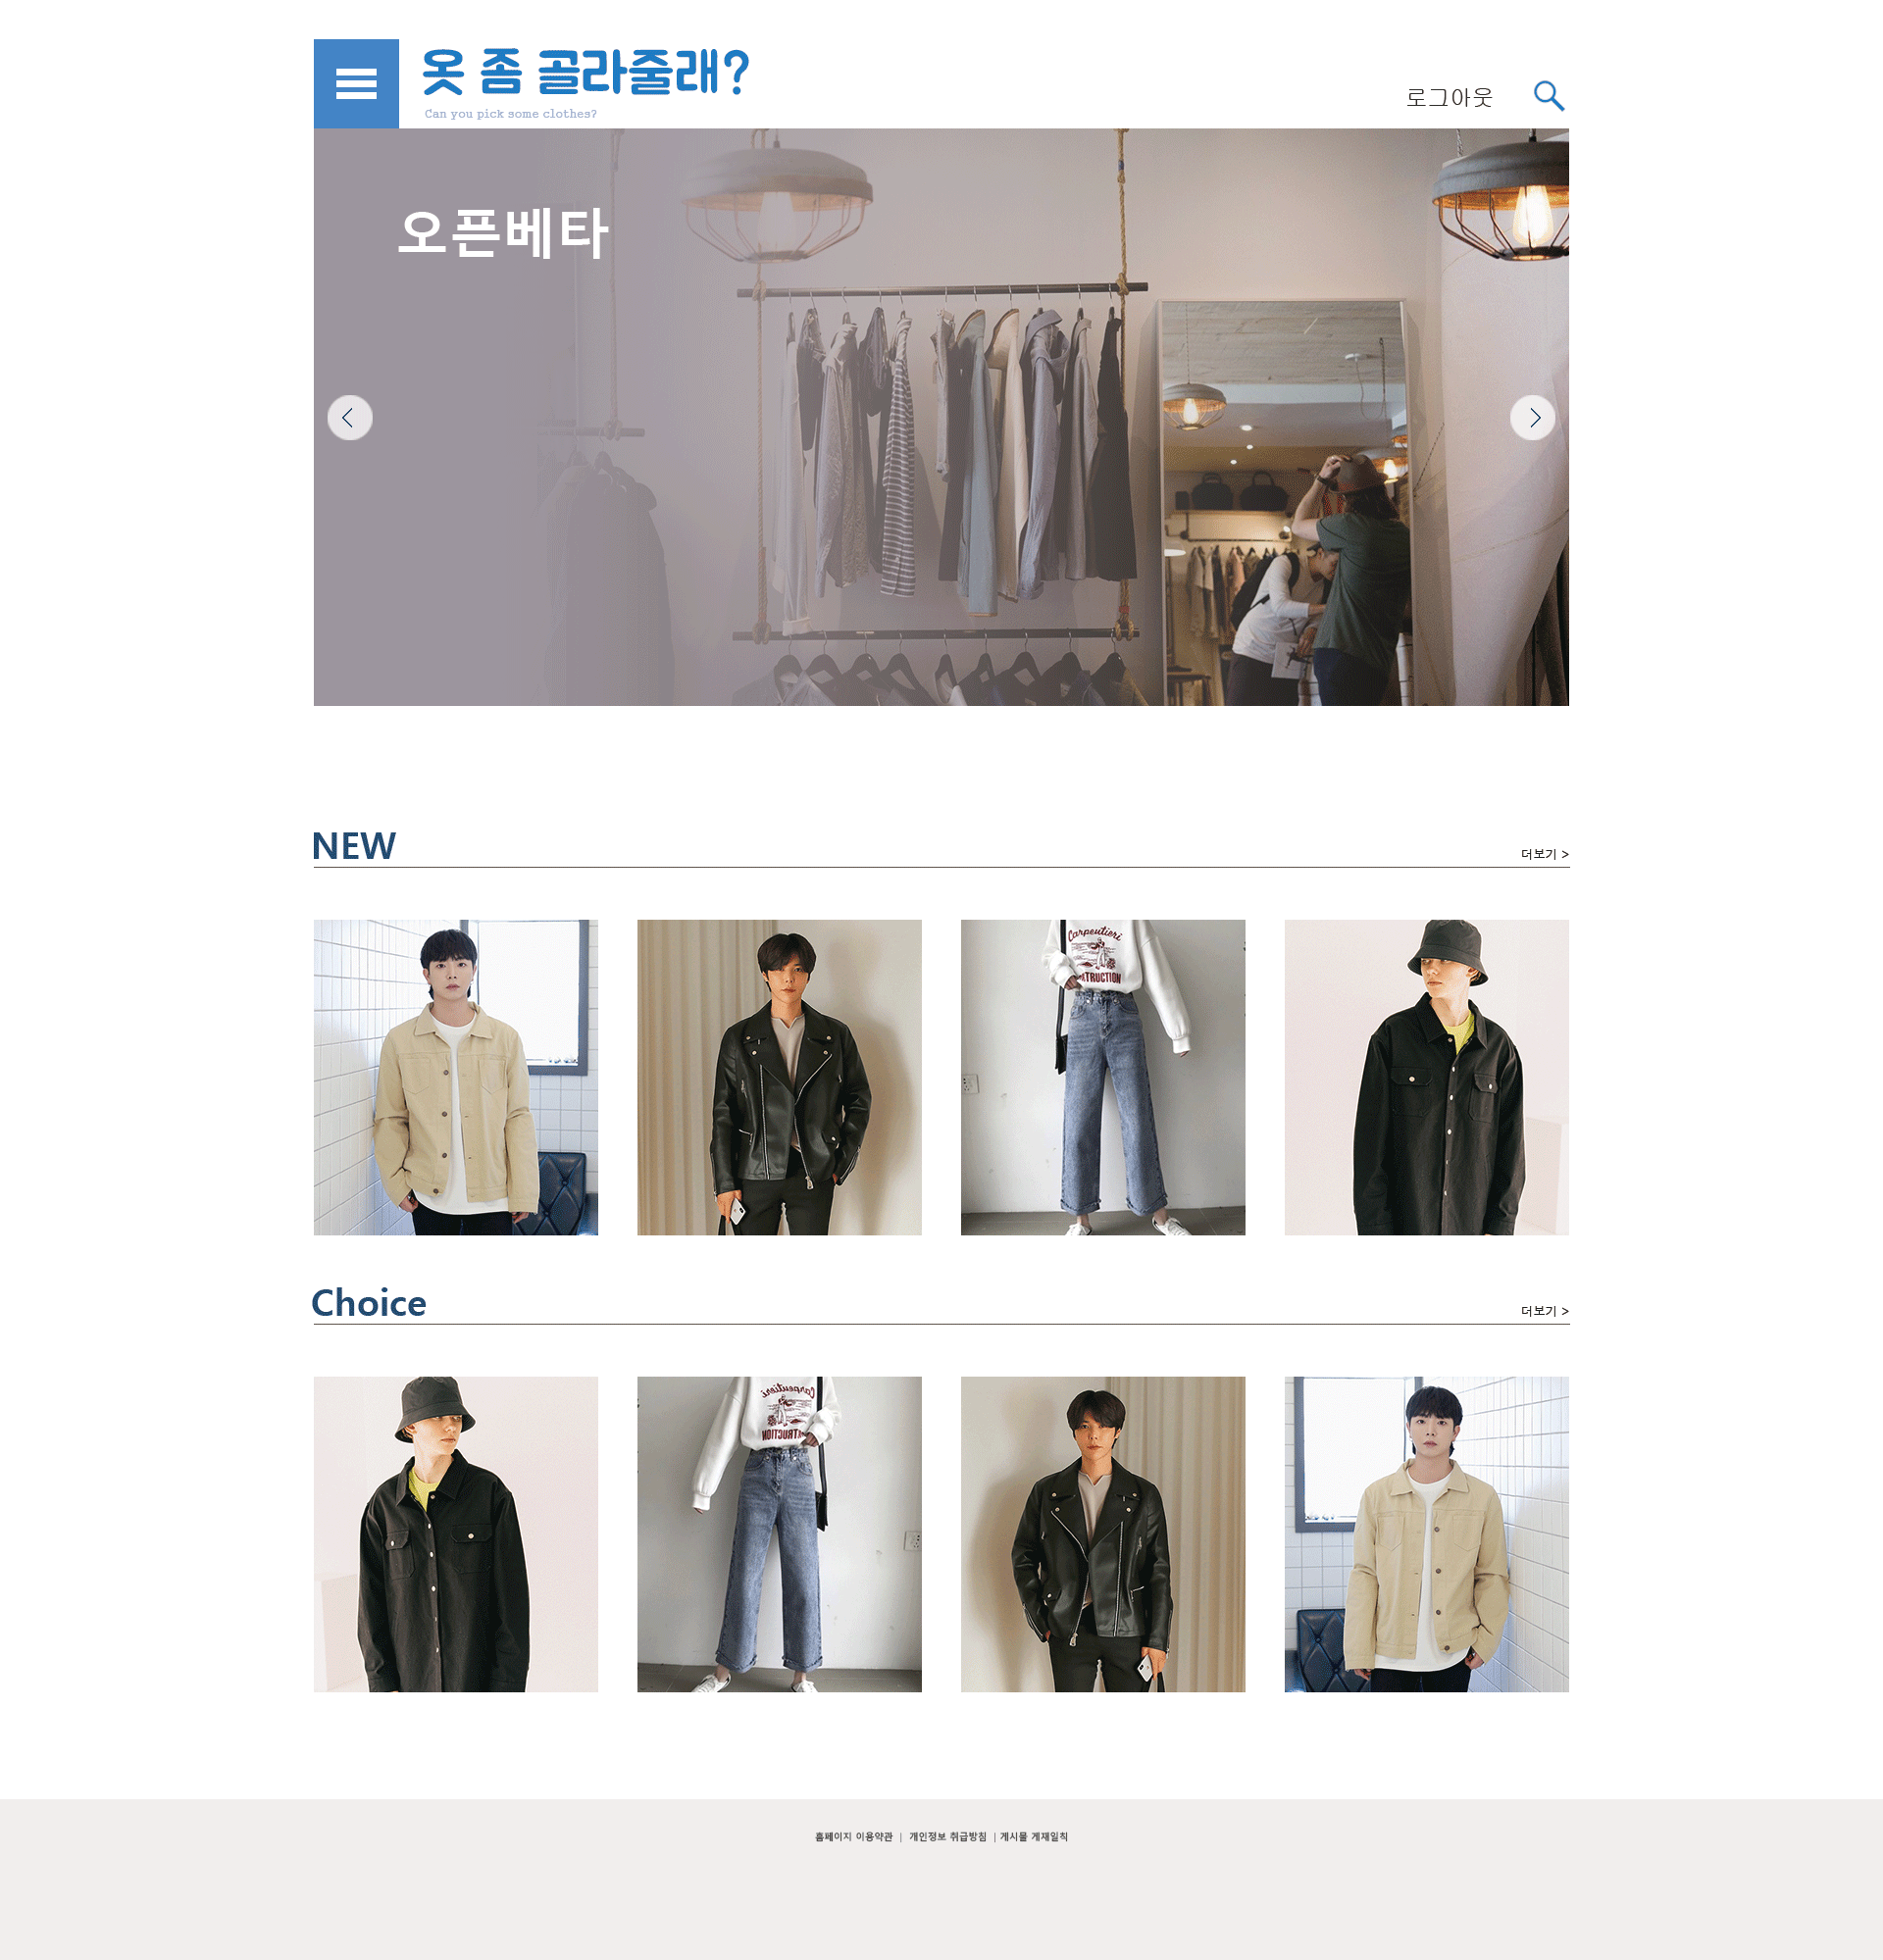 옷 좀 골라줄래?
Can you pick some clothes?
로그아웃
오픈베타
NEW
더보기 >
Carpentieri
Choice
더보기 >
홈페이지 이용약관 | 개인정보 취급방침 | 게시물 게재일칙